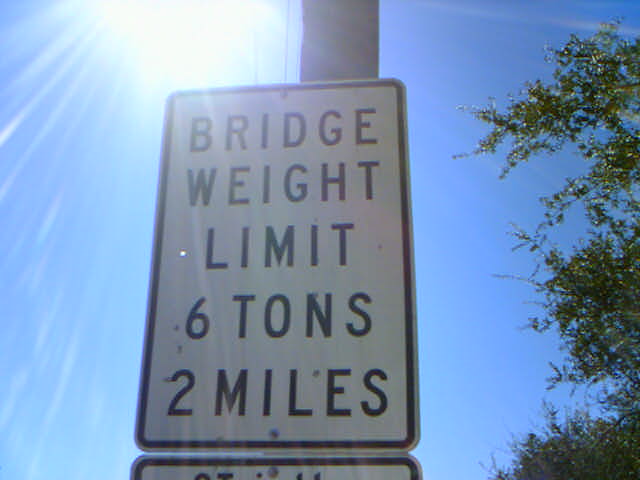 BRIDGE
WEIGHT
LIMIT
6 TONS
2 MILES